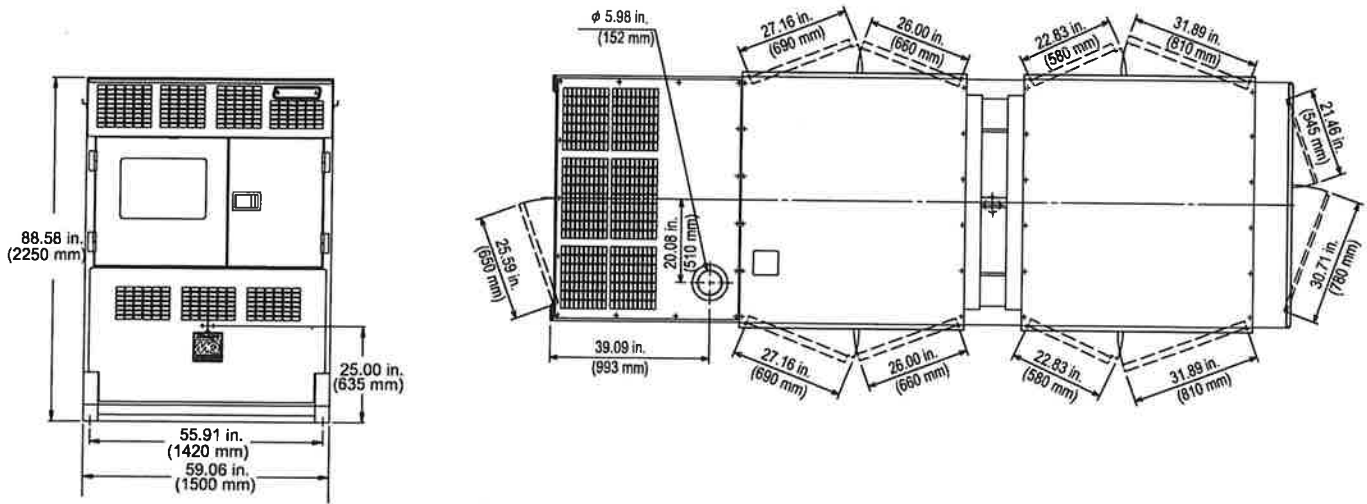 88.58 in.
(2250 mm)
25.00 in.
(635 mm)
55.91 in.
(1420 mm)
59.06 in.
(1500 mm)
ϕ 5.98 in.
(152 mm)
27.16 in.
(690 mm)
26.00 in.
(660 mm)
22.83 in.
(580 mm)
31.89 in.
(810 mm)
21.46 in.
(545 mm)
25.59 in.
(650 mm)
20.08 in.
(510 mm)
30.71 in.
(780 mm)
39.09 in.
(993 mm)
27.16 in.
(690 mm)
26.00 in.
(660 mm)
22.83 in.
(580 mm)
31.89 in.
(810 mm)